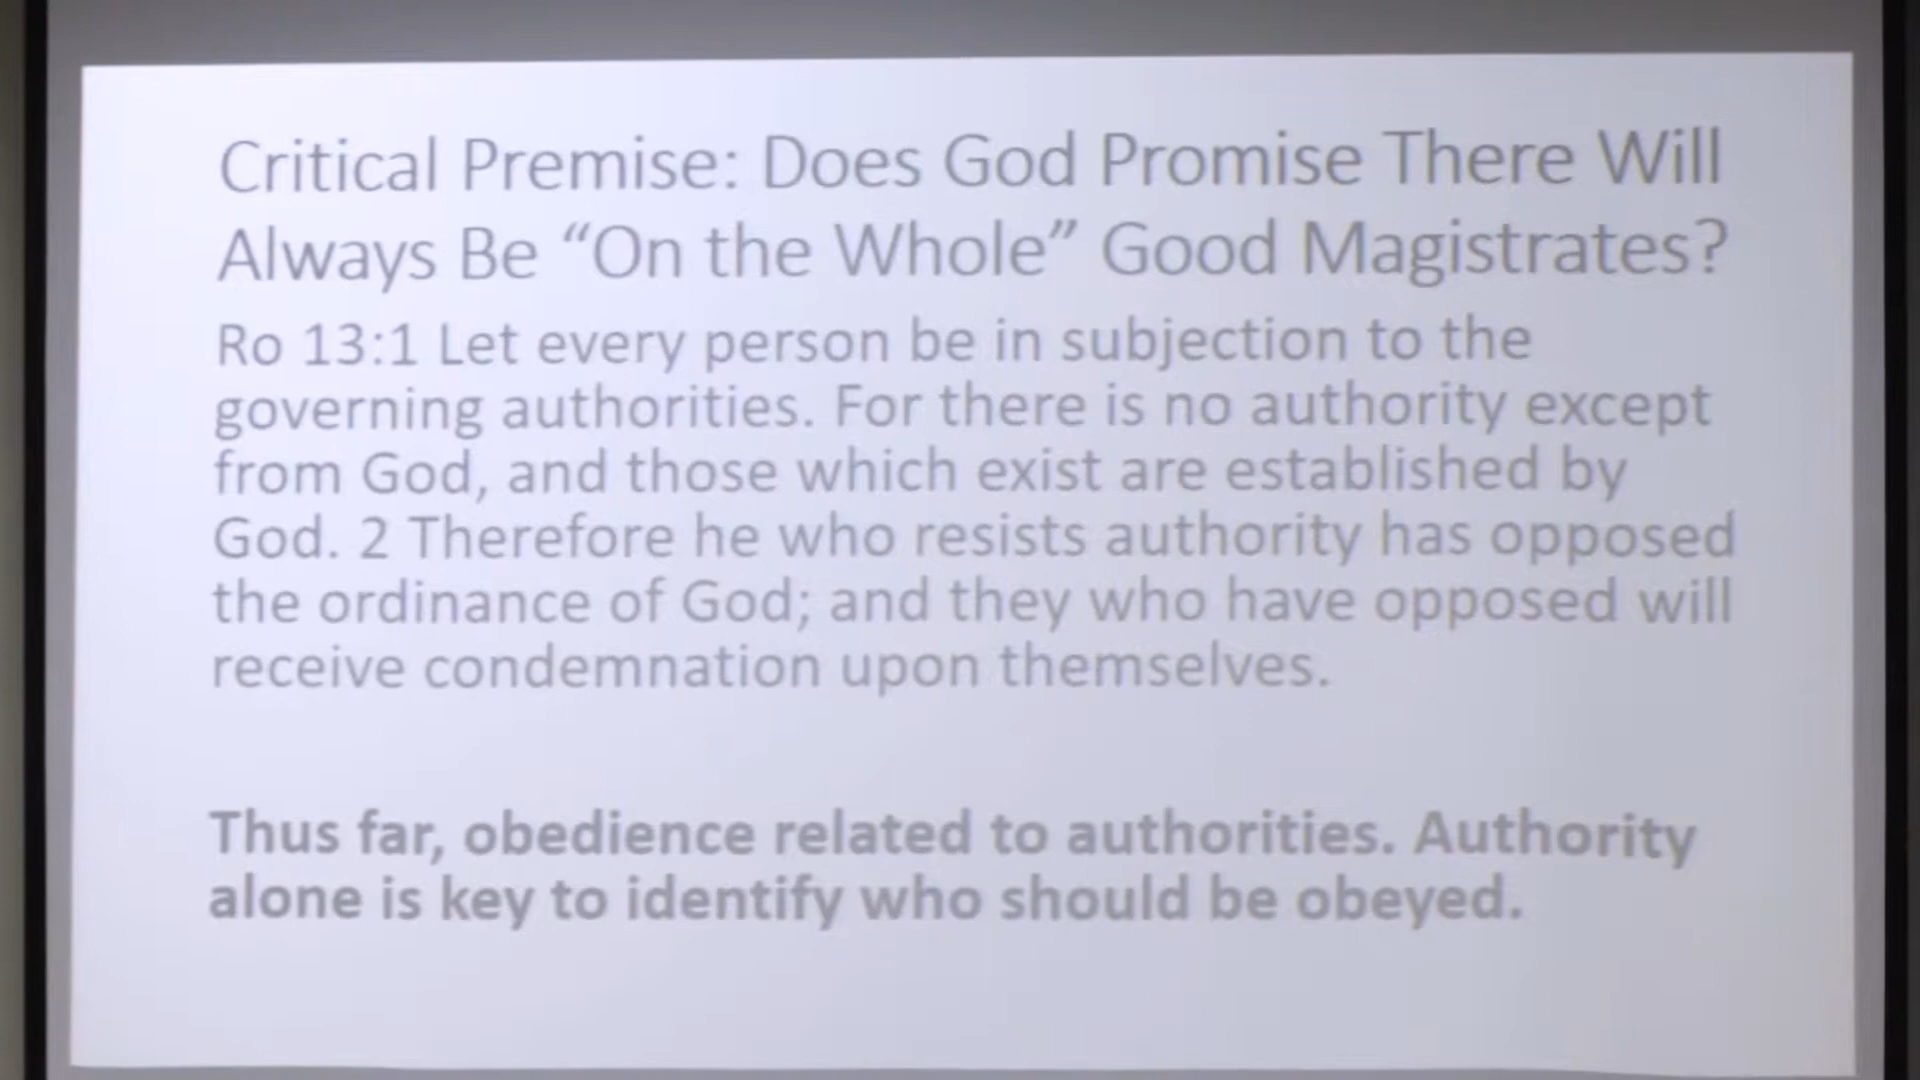 Critical Premise: Does God Promise There Will
Always Be “On the Whole” Good Magistrates?
Ro 13:1 Let every person be in subjection to the
governing authorities. For there is no authority except
from God, and those which exist are established by
God. 2 Therefore he who resists authority has opposed
the ordinance of God; and they who have opposed will
receive condemnation upon themselves.
Thus far, obedience related to authorities. Authority
alone is key to identify who should be obeyed.